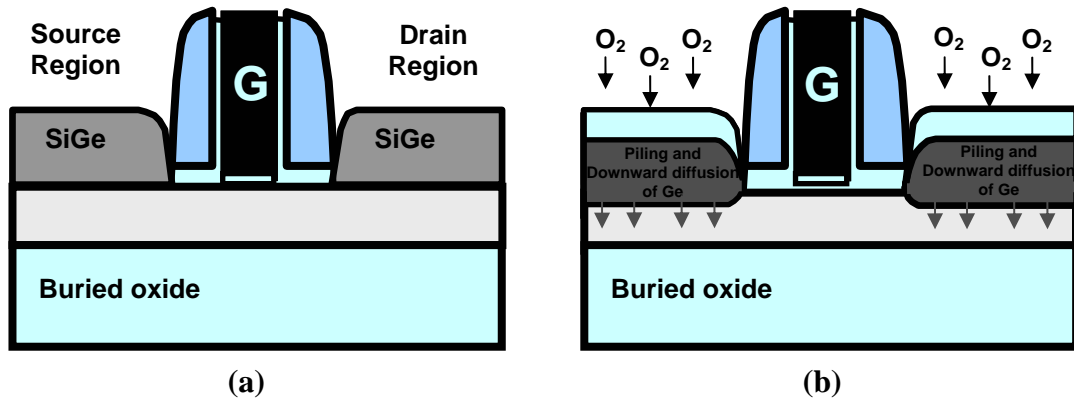 Source
Region
G
Drain
Region
SiGe
SiGe
Buried oxide
(a)
O2
O2
O2
G
O2
O2
O2
Piling and
Downward diffusion
of Ge
Piling and
Downward diffusion
of Ge
Buried oxide
(b)